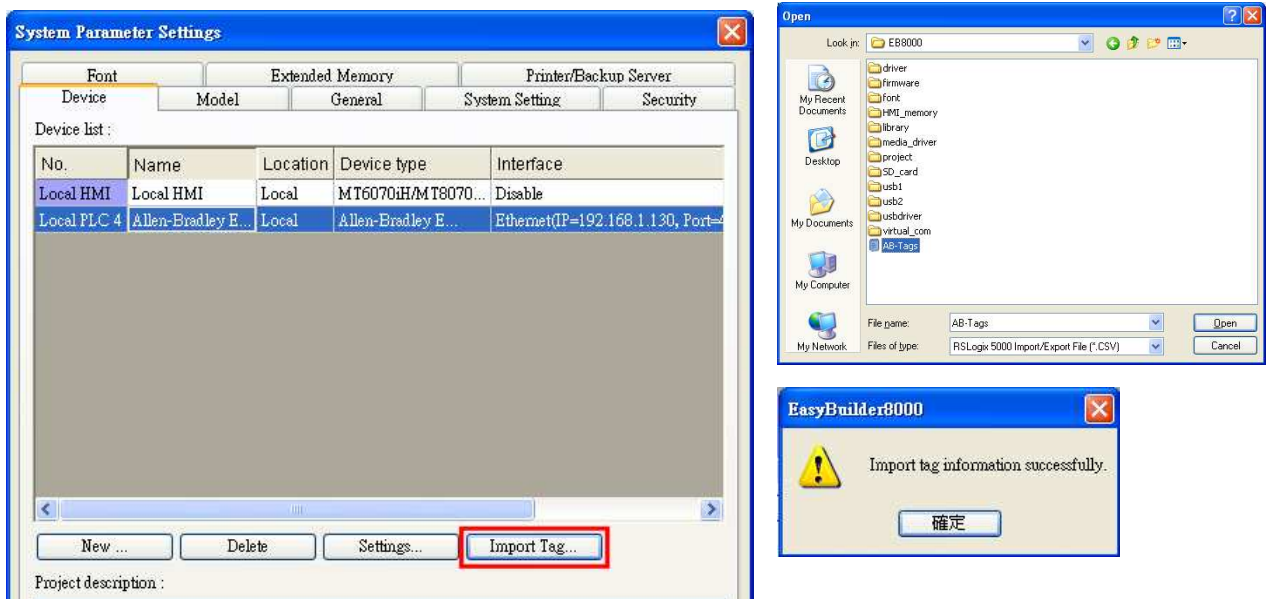 System Parameter Settings
Font Extended Memory Printer/Backup Server
Device Model General System Setting Security
Device list :
No. Name Location Device type Interface
Local HMI Local HMI Local MT6070iH/MT8070... Disable
Local PLC 4 Allen-Bradley E... Local Allen-Bradley E... Ethernet(IP=192.168.1.130, Port=4
New ... Delete Settings... Import Tag...
Project description :
Open
Look in: EB8000
My Recent Documents
Desktop
My Documents
My Computer
My Network
driver
firmware
font
HMI_memory
library
media_driver
project
SD_card
usb1
usb2
usbdriver
virtual_com
AB-Tags
File name: AB-Tags Open
Files of type: RSLogix 5000 Import/Export File (*.CSV) Cancel
EasyBuilder8000
Import tag information successfully.
確定